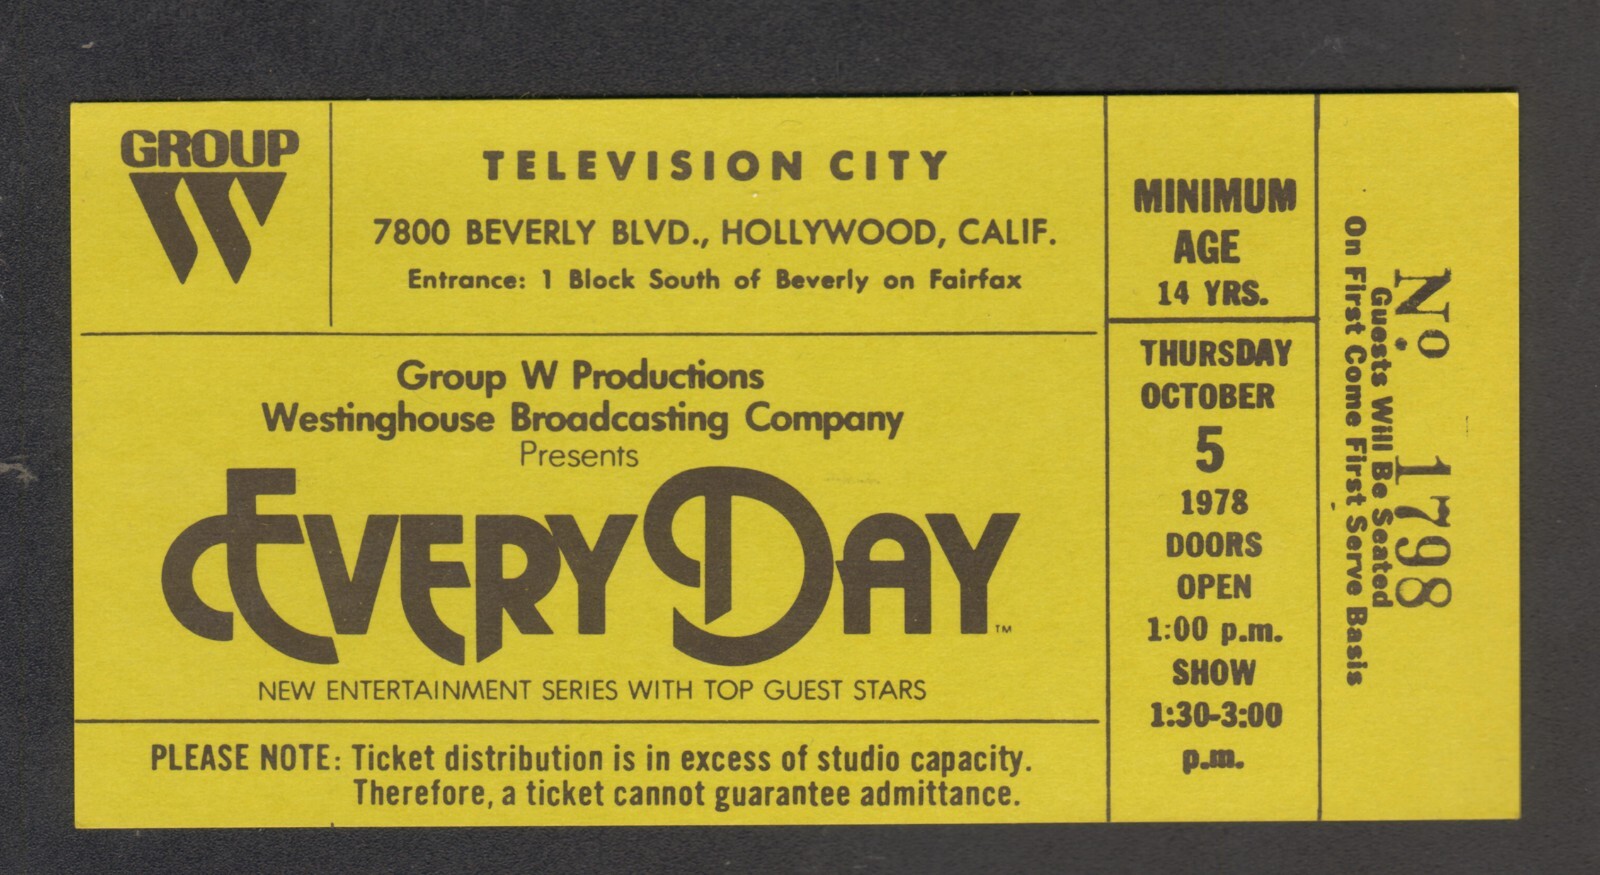 GROUP
W
TELEVISION CITY
7800 BEVERLY BLVD., HOLLYWOOD, CALIF.
Entrance: 1 Block South of Beverly on Fairfax
Group W Productions
Westinghouse Broadcasting Company
Presents
EVERY DAY™
NEW ENTERTAINMENT SERIES WITH TOP GUEST STARS
PLEASE NOTE: Ticket distribution is in excess of studio capacity.
Therefore, a ticket cannot guarantee admittance.
MINIMUM
AGE
14 YRS.
THURSDAY
OCTOBER
5
1978
DOORS
OPEN
1:00 p.m.
SHOW
1:30-3:00
p.m.
No. 1798
Guests Will Be Seated
On First Come First Serve Basis